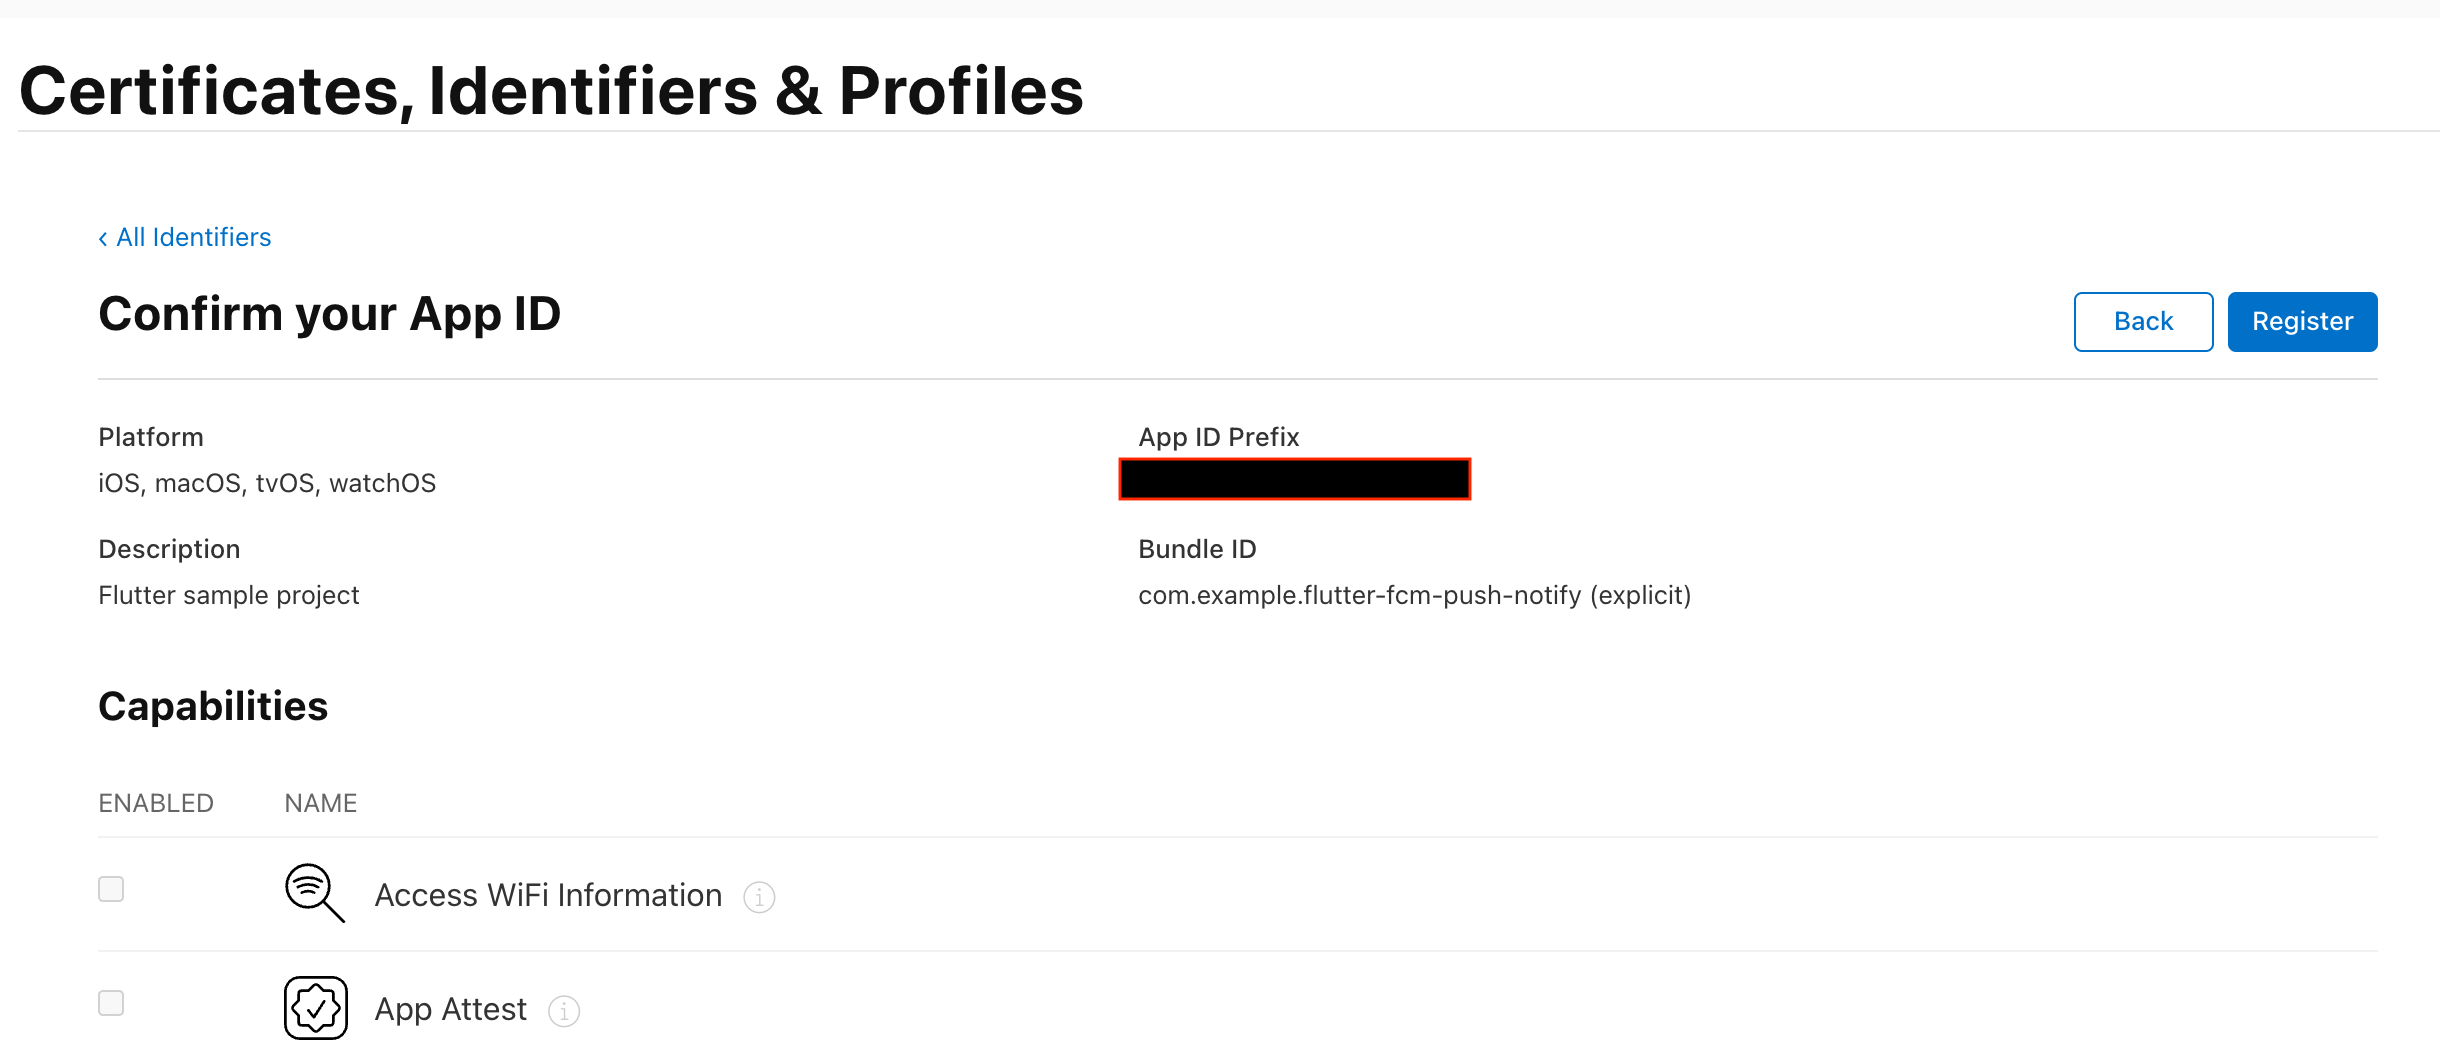 Certificates, Identifiers & Profiles
‹ All Identifiers
Confirm your App ID
Back
Register
Platform
iOS, macOS, tvOS, watchOS
App ID Prefix
Description
Flutter sample project
Bundle ID
com.example.flutter-fcm-push-notify (explicit)
Capabilities
ENABLED
NAME
Access WiFi Information
App Attest